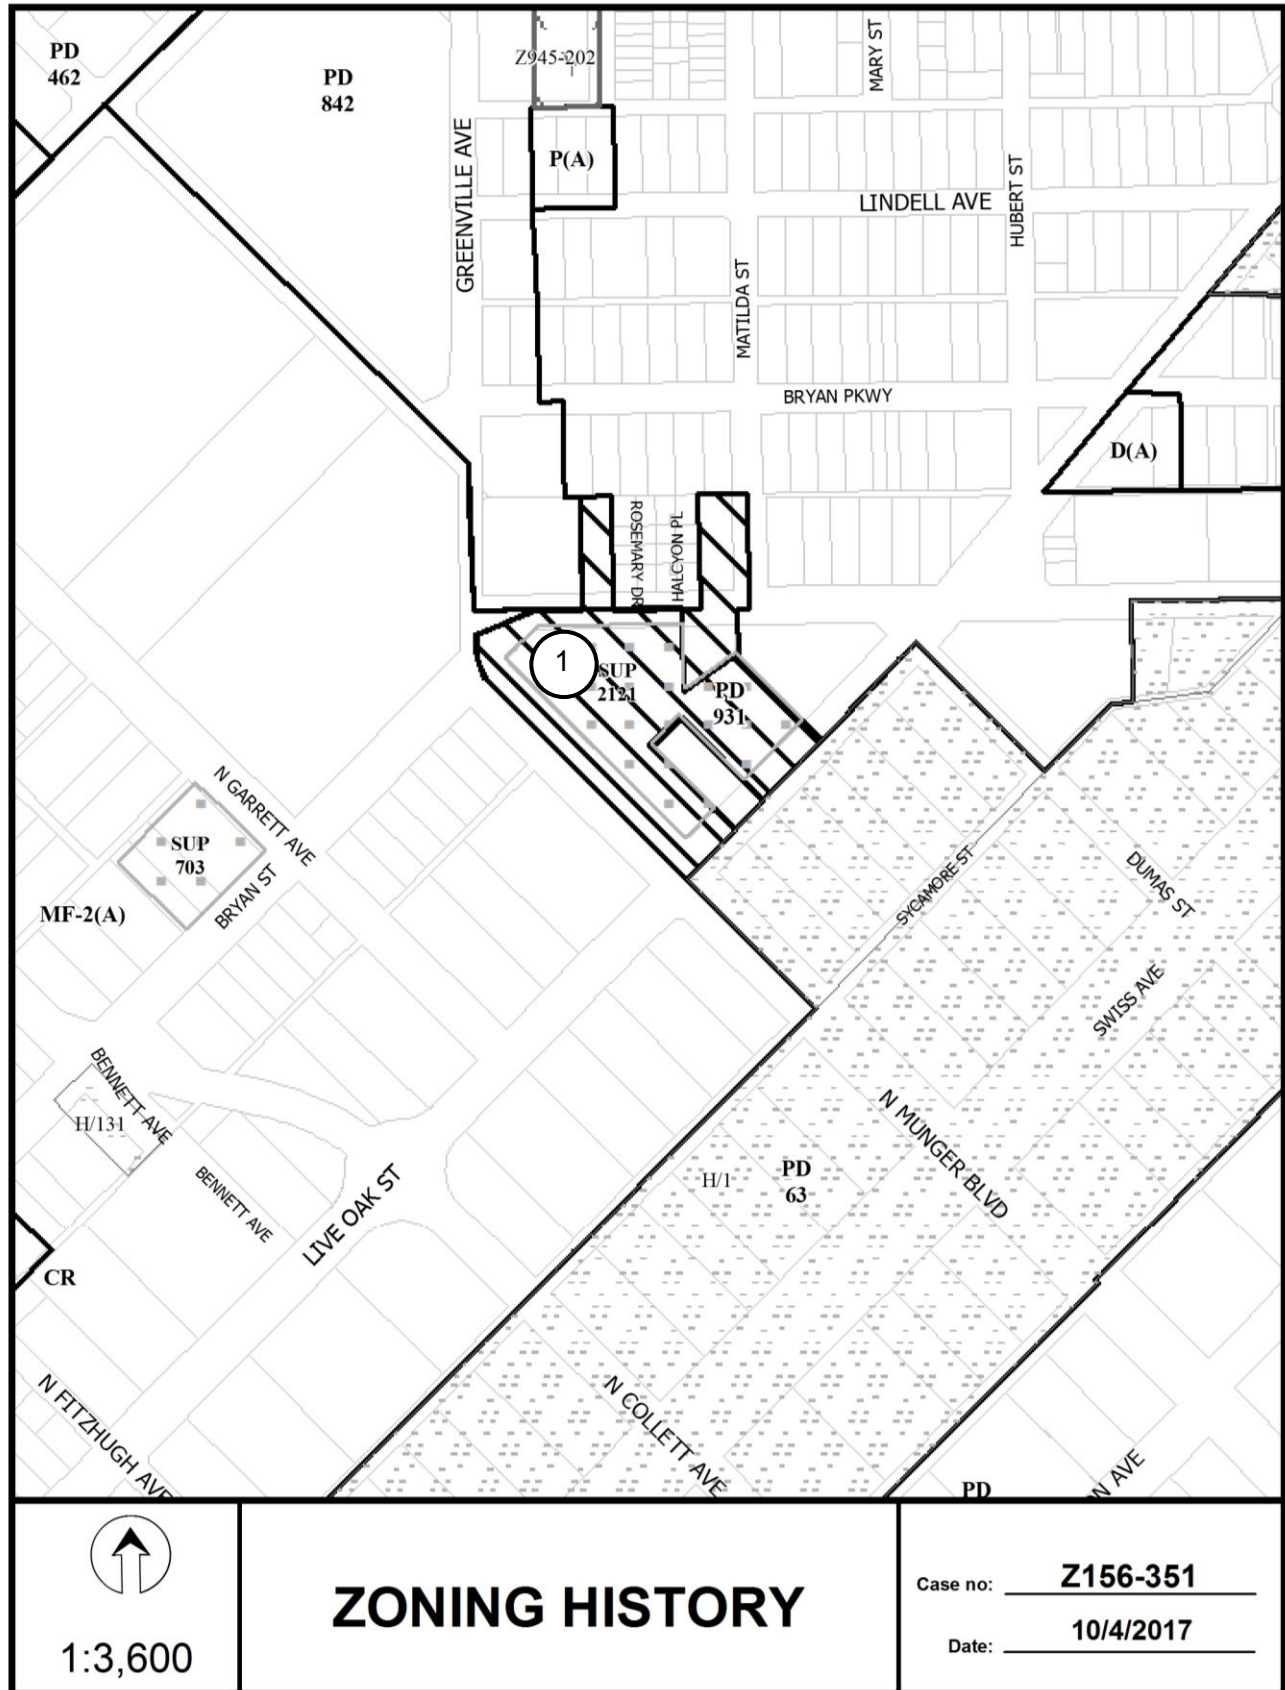 PD
462
PD
842
Z945-202
MARY ST
GREENVILLE AVE
P(A)
LINDELL AVE
HUBERT ST
MATILDA ST
BRYAN PKWY
D(A)
ROSEMARY DR
HALCYON PL
1
SUP
2121
PD
931
N GARRETT AVE
SUP
703
BRYAN ST
MF-2(A)
SYCAMORE ST
DUMAS ST
SWISS AVE
BENNETT AVE
H/131
BENNETT AVE
LIVE OAK ST
N MUNGER BLVD
H/1
PD
63
CR
N FITZHUGH AVE
N COLLETT AVE
PD
ON AVE
1:3,600
ZONING HISTORY
Case no: Z156-351
Date: 10/4/2017